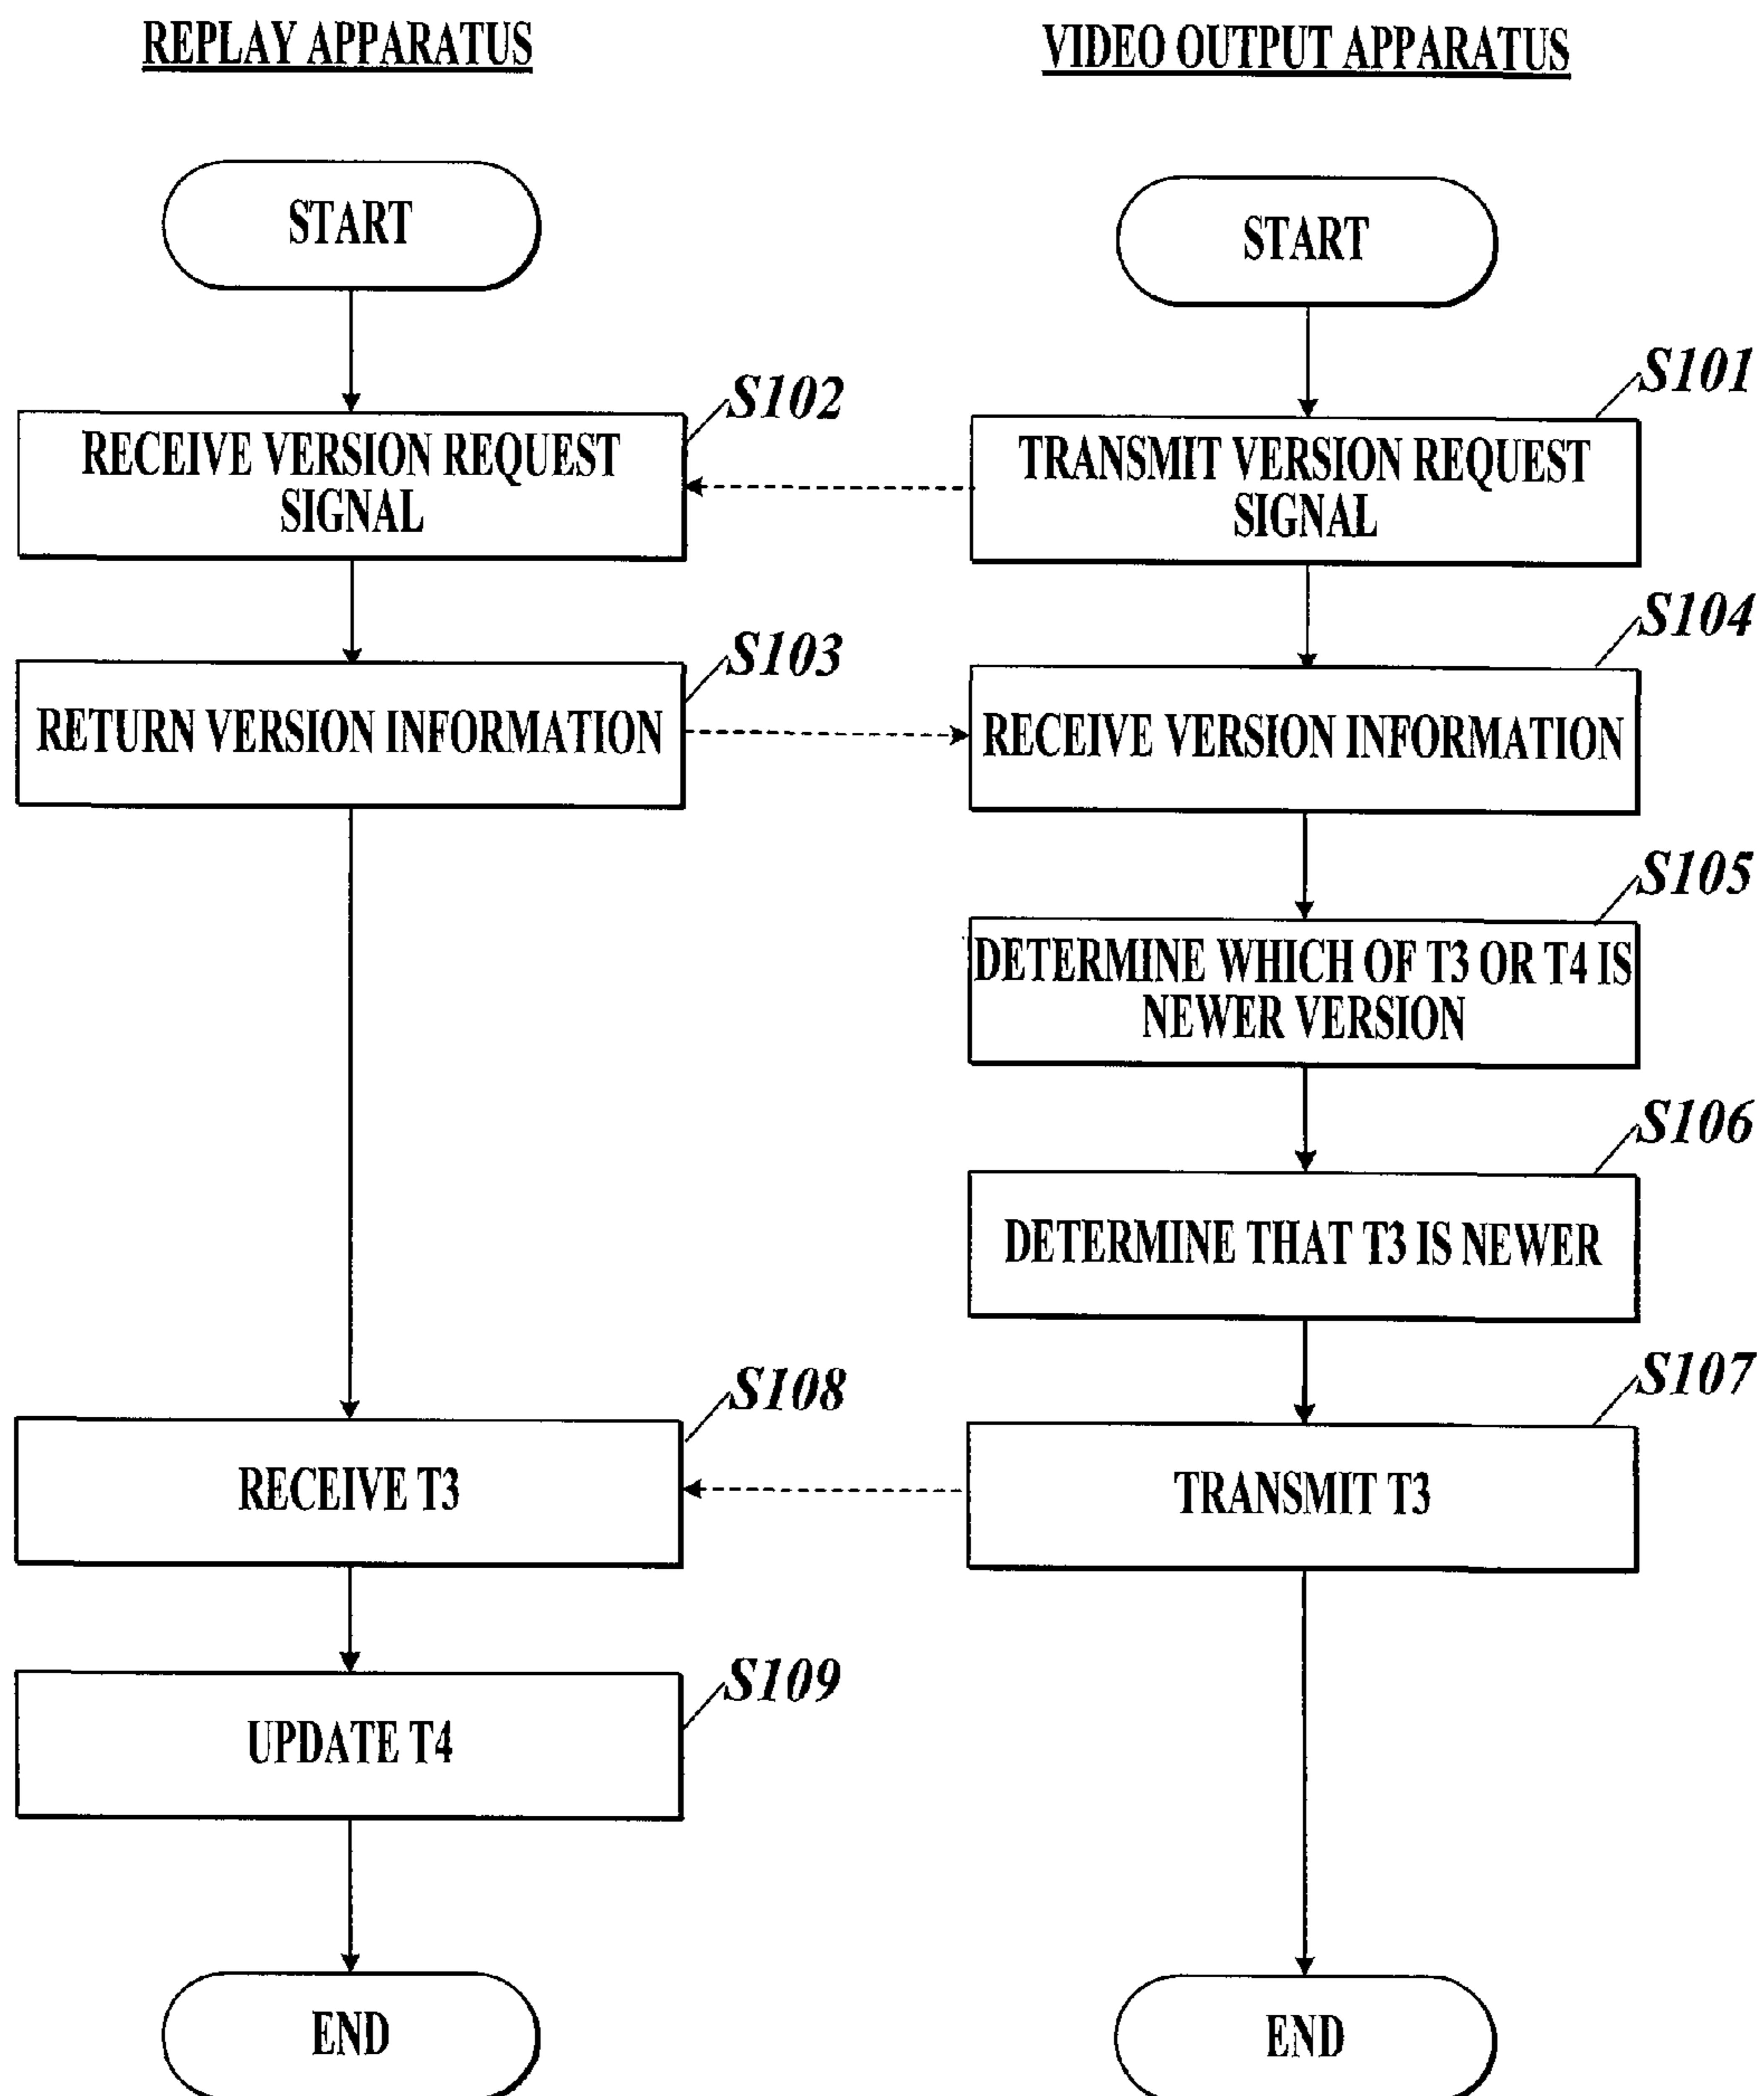 REPLAY APPARATUS
VIDEO OUTPUT APPARATUS
START
START
S102
S101
RECEIVE VERSION REQUEST
SIGNAL
TRANSMIT VERSION REQUEST
SIGNAL
S103
S104
RETURN VERSION INFORMATION
RECEIVE VERSION INFORMATION
S105
DETERMINE WHICH OF T3 OR T4 IS
NEWER VERSION
S106
DETERMINE THAT T3 IS NEWER
S108
S107
RECEIVE T3
TRANSMIT T3
S109
UPDATE T4
END
END